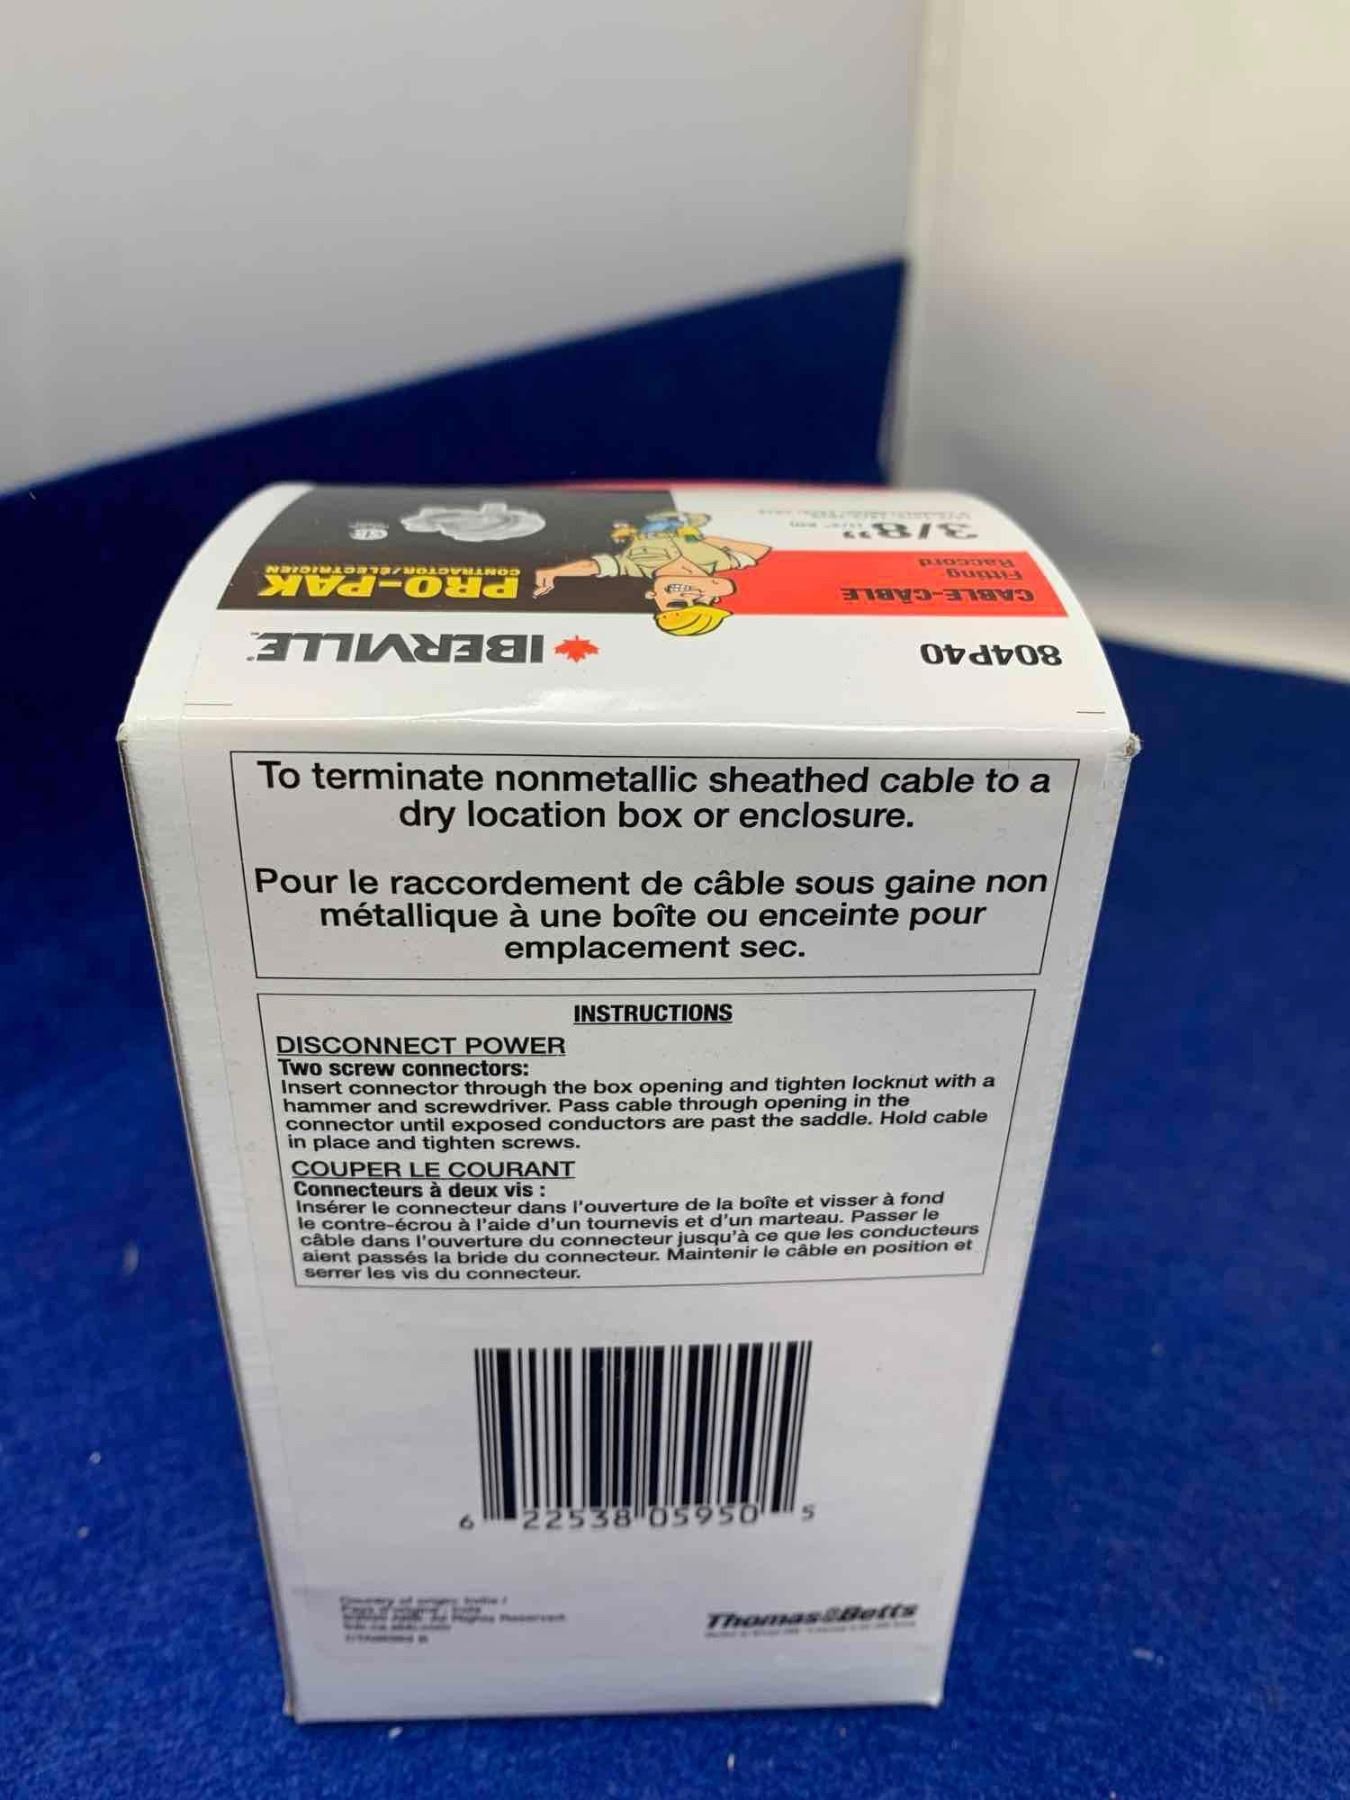 804P40
IBERVILLE
CABLE-CÂBLE
Fitting
Raccord
PRO-PAK
CONTRACTOR/ÉLECTRICIEN
3/8"
To terminate nonmetallic sheathed cable to a
dry location box or enclosure.
Pour le raccordement de câble sous gaine non
métallique à une boîte ou enceinte pour
emplacement sec.
INSTRUCTIONS
DISCONNECT POWER
Two screw connectors:
Insert connector through the box opening and tighten locknut with a
hammer and screwdriver. Pass cable through opening in the
connector until exposed conductors are past the saddle. Hold cable
in place and tighten screws.
COUPER LE COURANT
Connecteurs à deux vis :
Insérer le connecteur dans l'ouverture de la boîte et visser à fond
le contre-écrou à l'aide d'un tournevis et d'un marteau. Passer le
câble dans l'ouverture du connecteur jusqu'à ce que les conducteurs
aient passés la bride du connecteur. Maintenir le câble en position et
serrer les vis du connecteur.
6 22538 05950 5
Country of origin: India /
Thomas&Betts